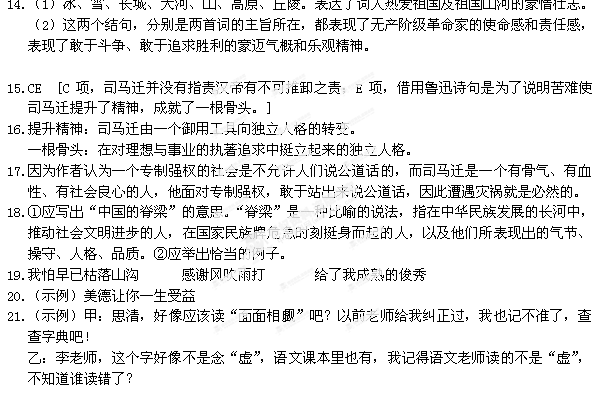 14.（1）冰、雪、长城、大河、山、高原、丘陵。表达了词人热爱祖国及祖国山河的豪情壮志。
（2）这两个结句，分别是两首词的主旨所在，都表现了无产阶级革命家的使命感和责任感，
表现了敢于斗争、敢于追求胜利的豪迈气概和乐观精神。
15.CE [C 项，司马迁并没有指责汉帝有不可推卸之责；E 项，借用鲁迅诗句是为了说明苦难使
司马迁提升了精神，成就了一根骨头。]
16.提升精神：司马迁由一个御用工具向独立人格的转变。
一根骨头：在对理想与事业的执著追求中挺立起来的独立人格。
17.因为作者认为一个专制强权的社会是不允许人们说公道话的，而司马迁是一个有骨气、有血
性、有社会良心的人，他面对专制强权，敢于站出来说公道话，因此遭遇灾祸就是必然的。
18.①应写出“中国的脊梁”的意思。“脊梁”是一种比喻的说法，指在中华民族发展的长河中，
推动社会文明进步的人，在国家民族牌危急时刻挺身而起的人，以及他们所表现出的气节、
操守、人格、品质。②应举出恰当的例子。
19.我怕早已枯落山沟 感谢风吹雨打 给了我成熟的俊秀
20.（示例）美德让你一生受益
21.（示例）甲：思清，好像应该读“面面相觑”吧？以前老师给我纠正过，我也记不准了，查
查字典吧！
乙：李老师，这个字好像不是念“虚”，语文课本里也有，我记得语文老师读的不是“虚”，
不知道谁读错了？